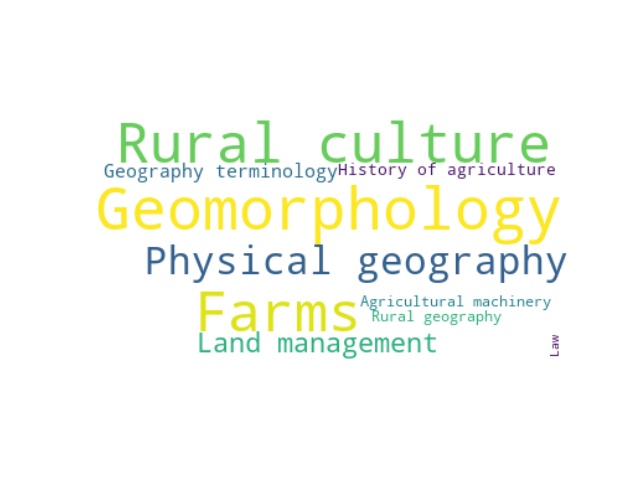 Rural culture
Geography terminology
History of agriculture
Geomorphology
Physical geography
Farms
Agricultural machinery
Rural geography
Land management
Law